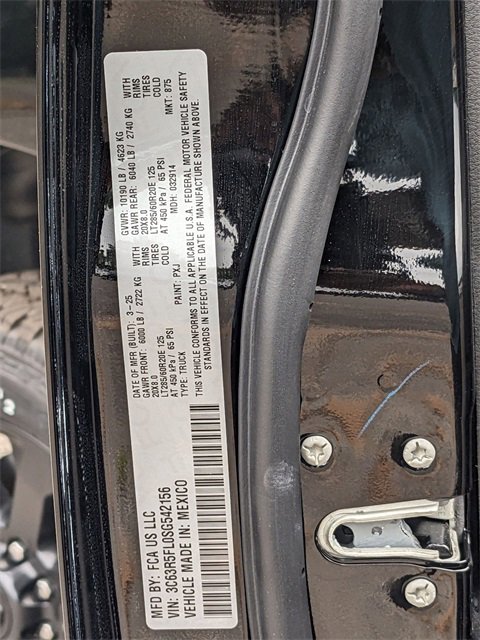 MFD BY: FCA US LLC
DATE OF MFR (BUILT): 3-25
GVWR: 10190 LB / 4623 KG
GAWR FRONT: 6000 LB / 2722 KG WITH
GAWR REAR: 6040 LB / 2740 KG WITH
20X8.0 RIMS
20X8.0 RIMS
LT285/60R20E 125 TIRES
LT285/60R20E 125 TIRES
AT 450 kPa / 65 PSI COLD
AT 450 kPa / 65 PSI COLD
TYPE: TRUCK PAINT: PXJ MDH: 032914 MKT: 875
THIS VEHICLE CONFORMS TO ALL APPLICABLE U.S.A. FEDERAL MOTOR VEHICLE SAFETY
STANDARDS IN EFFECT ON THE DATE OF MANUFACTURE SHOWN ABOVE.
VIN: 3C63R5FL0SG542156
VEHICLE MADE IN: MEXICO